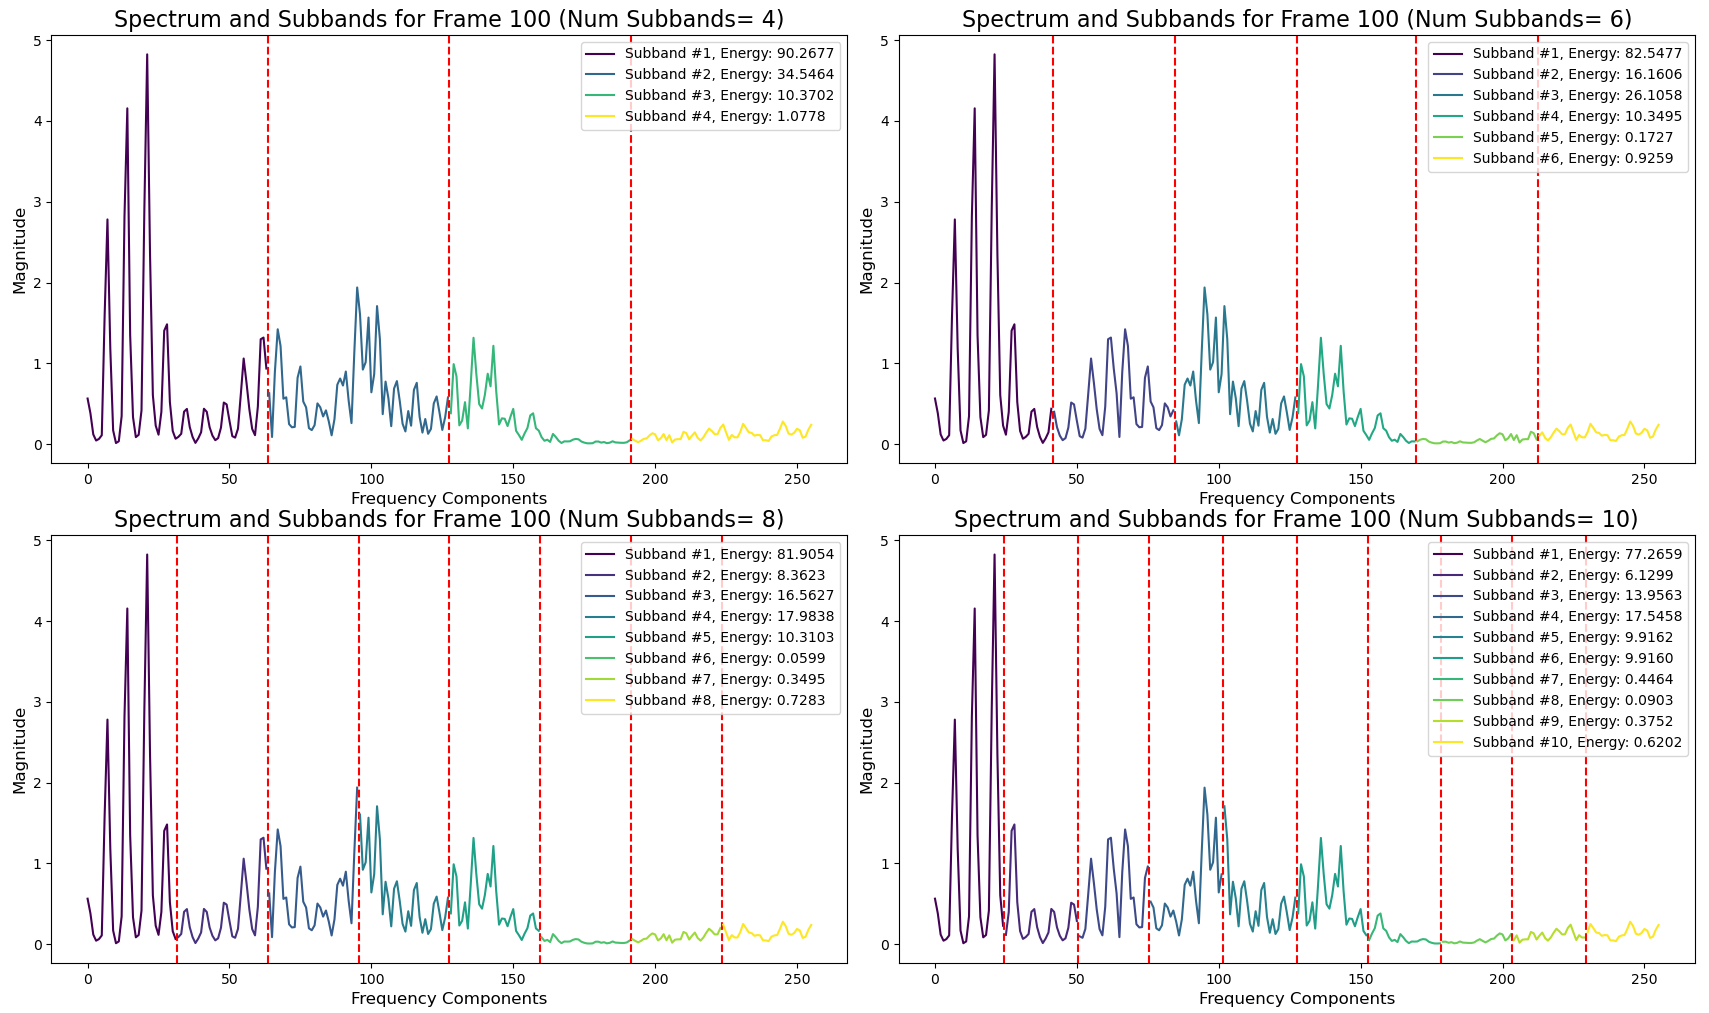 Spectrum and Subbands for Frame 100 (Num Subbands= 4)
Magnitude
5
4
3
2
1
0
Subband #1, Energy: 90.2677
Subband #2, Energy: 34.5464
Subband #3, Energy: 10.3702
Subband #4, Energy: 1.0778
0 50 100 150 200 250
Frequency Components
Spectrum and Subbands for Frame 100 (Num Subbands= 6)
Magnitude
5
4
3
2
1
0
Subband #1, Energy: 82.5477
Subband #2, Energy: 16.1606
Subband #3, Energy: 26.1058
Subband #4, Energy: 10.3495
Subband #5, Energy: 0.1727
Subband #6, Energy: 0.9259
0 50 100 150 200 250
Frequency Components
Spectrum and Subbands for Frame 100 (Num Subbands= 8)
Magnitude
5
4
3
2
1
0
Subband #1, Energy: 81.9054
Subband #2, Energy: 8.3623
Subband #3, Energy: 16.5627
Subband #4, Energy: 17.9838
Subband #5, Energy: 10.3103
Subband #6, Energy: 0.0599
Subband #7, Energy: 0.3495
Subband #8, Energy: 0.7283
0 50 100 150 200 250
Frequency Components
Spectrum and Subbands for Frame 100 (Num Subbands= 10)
Magnitude
5
4
3
2
1
0
Subband #1, Energy: 77.2659
Subband #2, Energy: 6.1299
Subband #3, Energy: 13.9563
Subband #4, Energy: 17.5458
Subband #5, Energy: 9.9162
Subband #6, Energy: 9.9160
Subband #7, Energy: 0.4464
Subband #8, Energy: 0.0903
Subband #9, Energy: 0.3752
Subband #10, Energy: 0.6202
0 50 100 150 200 250
Frequency Components